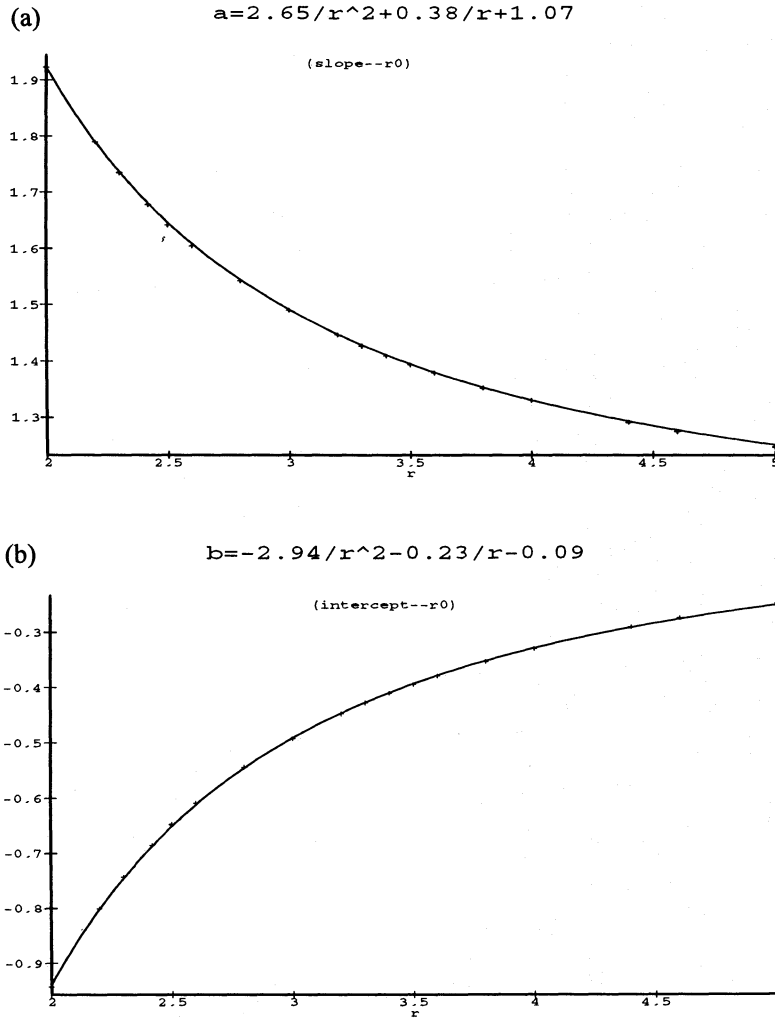 (a)
a=2.65/r^2+0.38/r+1.07
(slope--r0)
1.9
1.8
1.7
1.6
1.5
1.4
1.3
2 2.5 3 3.5 4 4.5 5
r
(b)
b=-2.94/r^2-0.23/r-0.09
(intercept--r0)
-0.3
-0.4
-0.5
-0.6
-0.7
-0.8
-0.9
2 2.5 3 3.5 4 4.5
r